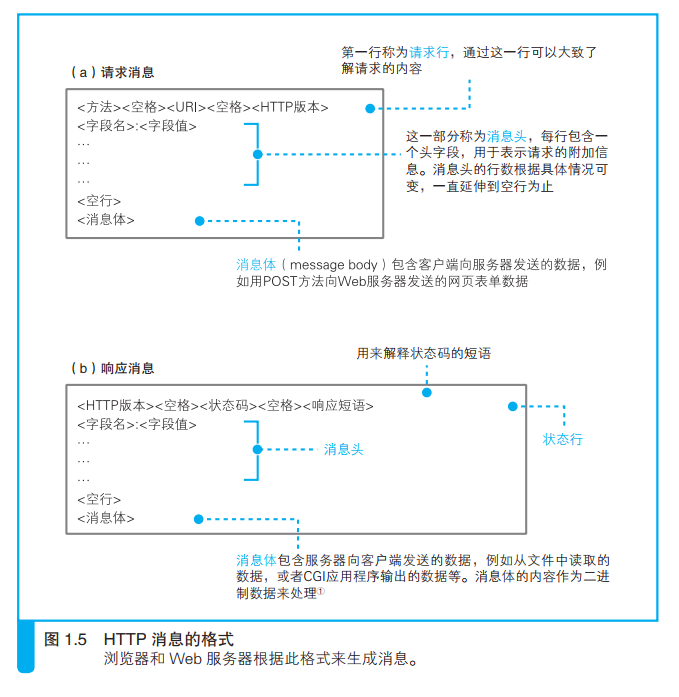 第一行称为请求行，通过这一行可以大致了
解请求的内容
（a）请求消息
<方法><空格><URI><空格><HTTP版本>
<字段名>:<字段值>
…
…
…
<空行>
<消息体>
这一部分称为消息头，每行包含一
个头字段，用于表示请求的附加信
息。消息头的行数根据具体情况可
变，一直延伸到空行为止
消息体（message body）包含客户端向服务器发送的数据，例
如用POST方法向Web服务器发送的网页表单数据
用来解释状态码的短语
（b）响应消息
<HTTP版本><空格><状态码><空格><响应短语>
<字段名>:<字段值>
…
…
…
<空行>
<消息体>
消息头
状态行
消息体包含服务器向客户端发送的数据，例如从文件中读取的
数据，或者CGI应用程序输出的数据等。消息体的内容作为二进
制数据来处理①
图 1.5 HTTP 消息的格式
浏览器和 Web 服务器根据此格式来生成消息。